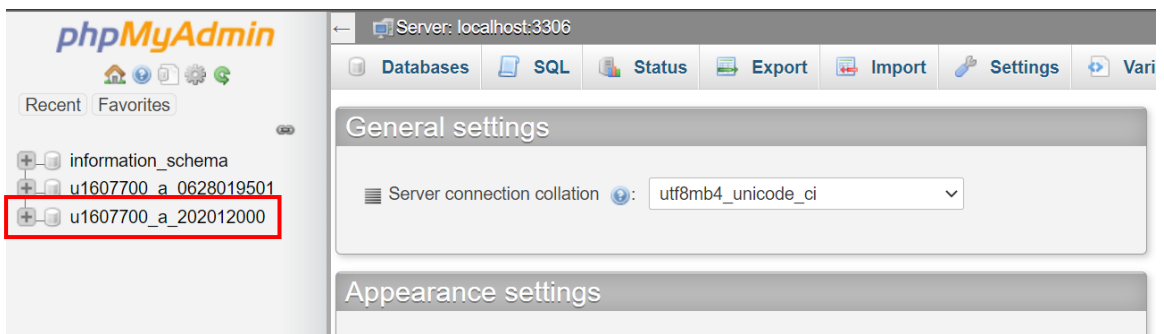 phpMyAdmin
Recent Favorites
information_schema
u1607700_a_0628019501
u1607700_a_202012000
Server: localhost:3306
Databases SQL Status Export Import Settings Vari
General settings
Server connection collation : utf8mb4_unicode_ci
Appearance settings